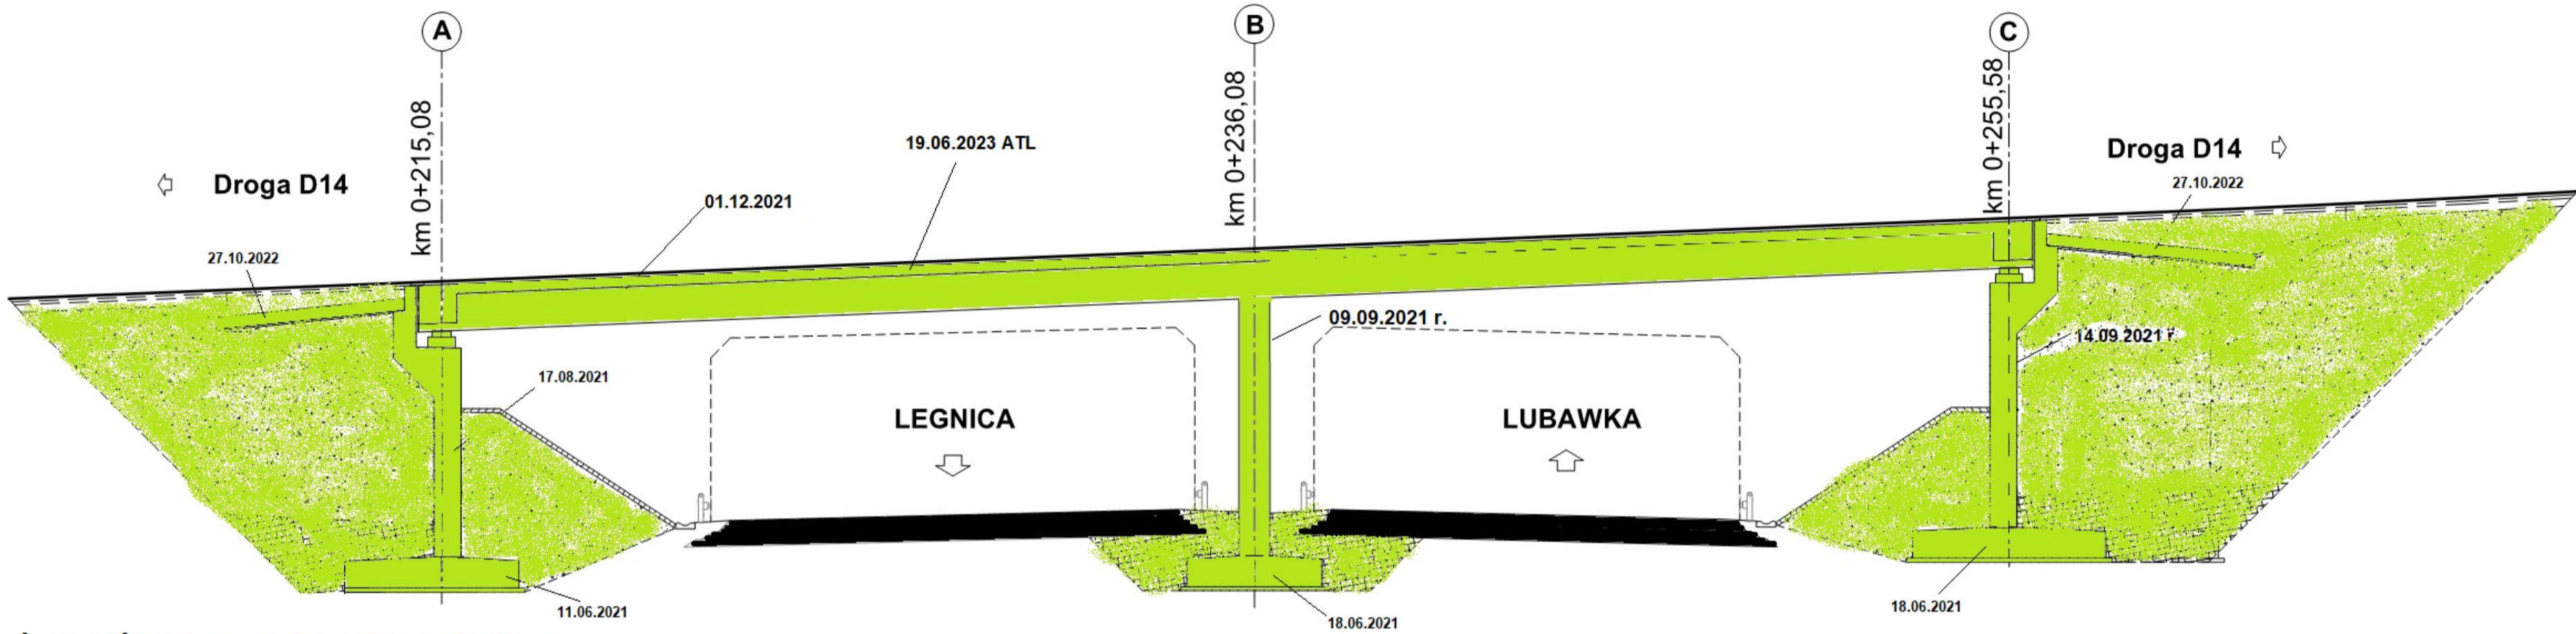 A
B
C
km 0+215,08
km 0+236,08
km 0+255,58
19.06.2023 ATL
Droga D14
Droga D14
27.10.2022
01.12.2021
27.10.2022
09.09.2021 r.
14.09.2021 r.
17.08.2021
LEGNICA
LUBAWKA
11.06.2021
18.06.2021
18.06.2021